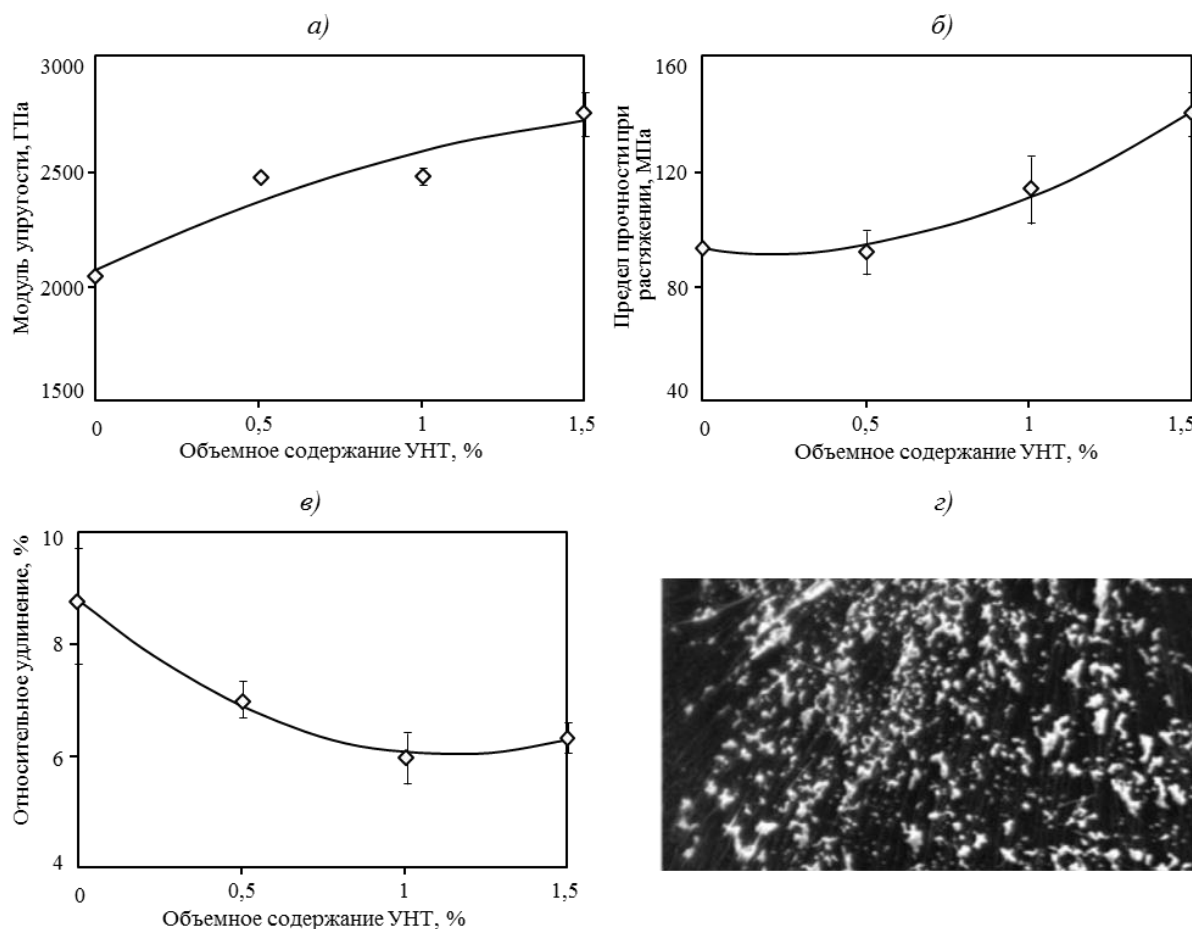 а)
3000
2500
2000
1500
Модуль упругости, ГПа
0
0,5
1
1,5
Объемное содержание УНТ, %
б)
160
120
80
40
Предел прочности при
растяжении, МПа
0
0,5
1
1,5
Объемное содержание УНТ, %
в)
10
8
6
4
Относительное удлинение, %
0
0,5
1
1,5
Объемное содержание УНТ, %
г)